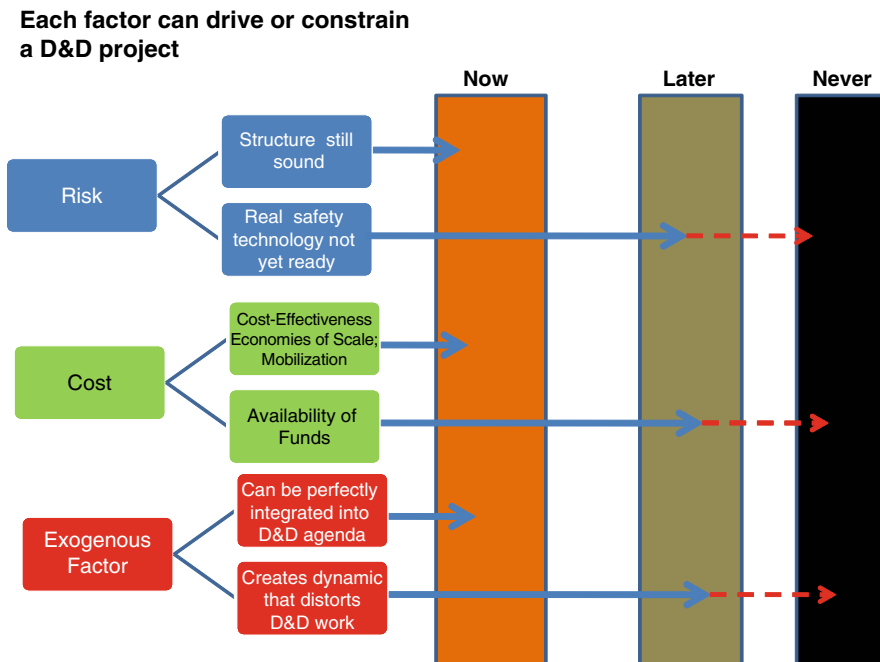 Each factor can drive or constrain
a D&D project
Now
Later
Never
Risk
Structure still
sound
Real safety
technology not
yet ready
Cost
Cost-Effectiveness
Economies of Scale;
Mobilization
Availability of
Funds
Exogenous
Factor
Can be perfectly
integrated into
D&D agenda
Creates dynamic
that distorts
D&D work